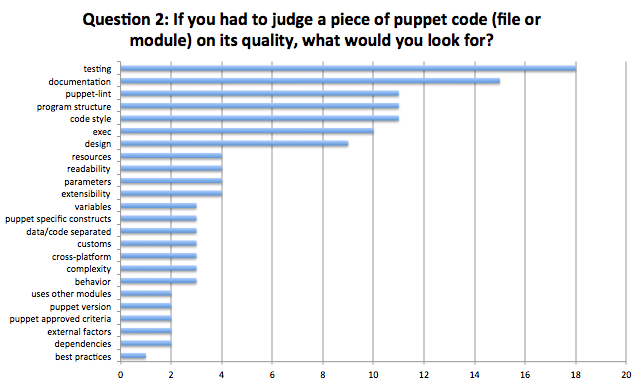 Question 2: If you had to judge a piece of puppet code (file or
module) on its quality, what would you look for?
testing
documentation
puppet-lint
program structure
code style
exec
design
resources
readability
parameters
extensibility
variables
puppet specific constructs
data/code separated
customs
cross-platform
complexity
behavior
uses other modules
puppet version
puppet approved criteria
external factors
dependencies
best practices
0 2 4 6 8 10 12 14 16 18 20